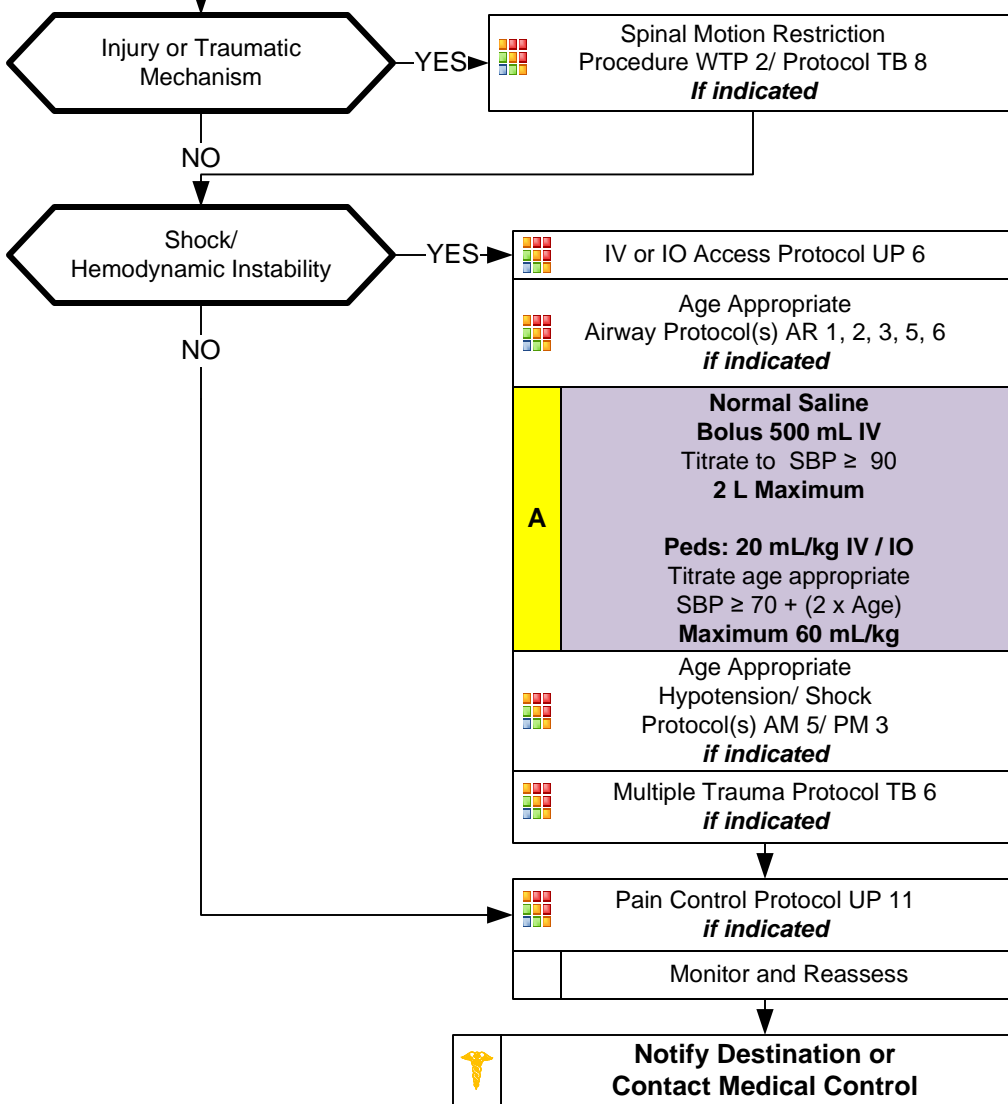 Injury or Traumatic
Mechanism
YES
Spinal Motion Restriction
Procedure WTP 2/ Protocol TB 8
If indicated
NO
Shock/
Hemodynamic Instability
YES
IV or IO Access Protocol UP 6
Age Appropriate
Airway Protocol(s) AR 1, 2, 3, 5, 6
if indicated
NO
A
Normal Saline
Bolus 500 mL IV
Titrate to SBP ≥ 90
2 L Maximum
Peds: 20 mL/kg IV / IO
Titrate age appropriate
SBP ≥ 70 + (2 x Age)
Maximum 60 mL/kg
Age Appropriate
Hypotension/ Shock
Protocol(s) AM 5/ PM 3
if indicated
Multiple Trauma Protocol TB 6
if indicated
Pain Control Protocol UP 11
if indicated
Monitor and Reassess
Notify Destination or
Contact Medical Control